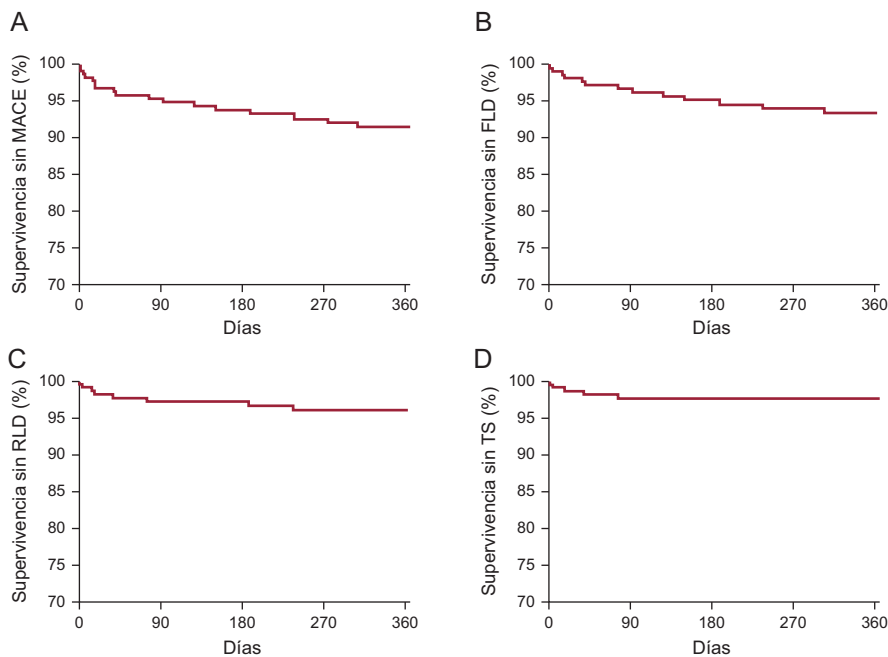 A
Supervivencia sin MACE (%)
100
95
90
85
80
75
70
0 90 180 270 360
Días
B
Supervivencia sin FLD (%)
100
95
90
85
80
75
70
0 90 180 270 360
Días
C
Supervivencia sin RLD (%)
100
95
90
85
80
75
70
0 90 180 270 360
Días
D
Supervivencia sin TS (%)
100
95
90
85
80
75
70
0 90 180 270 360
Días